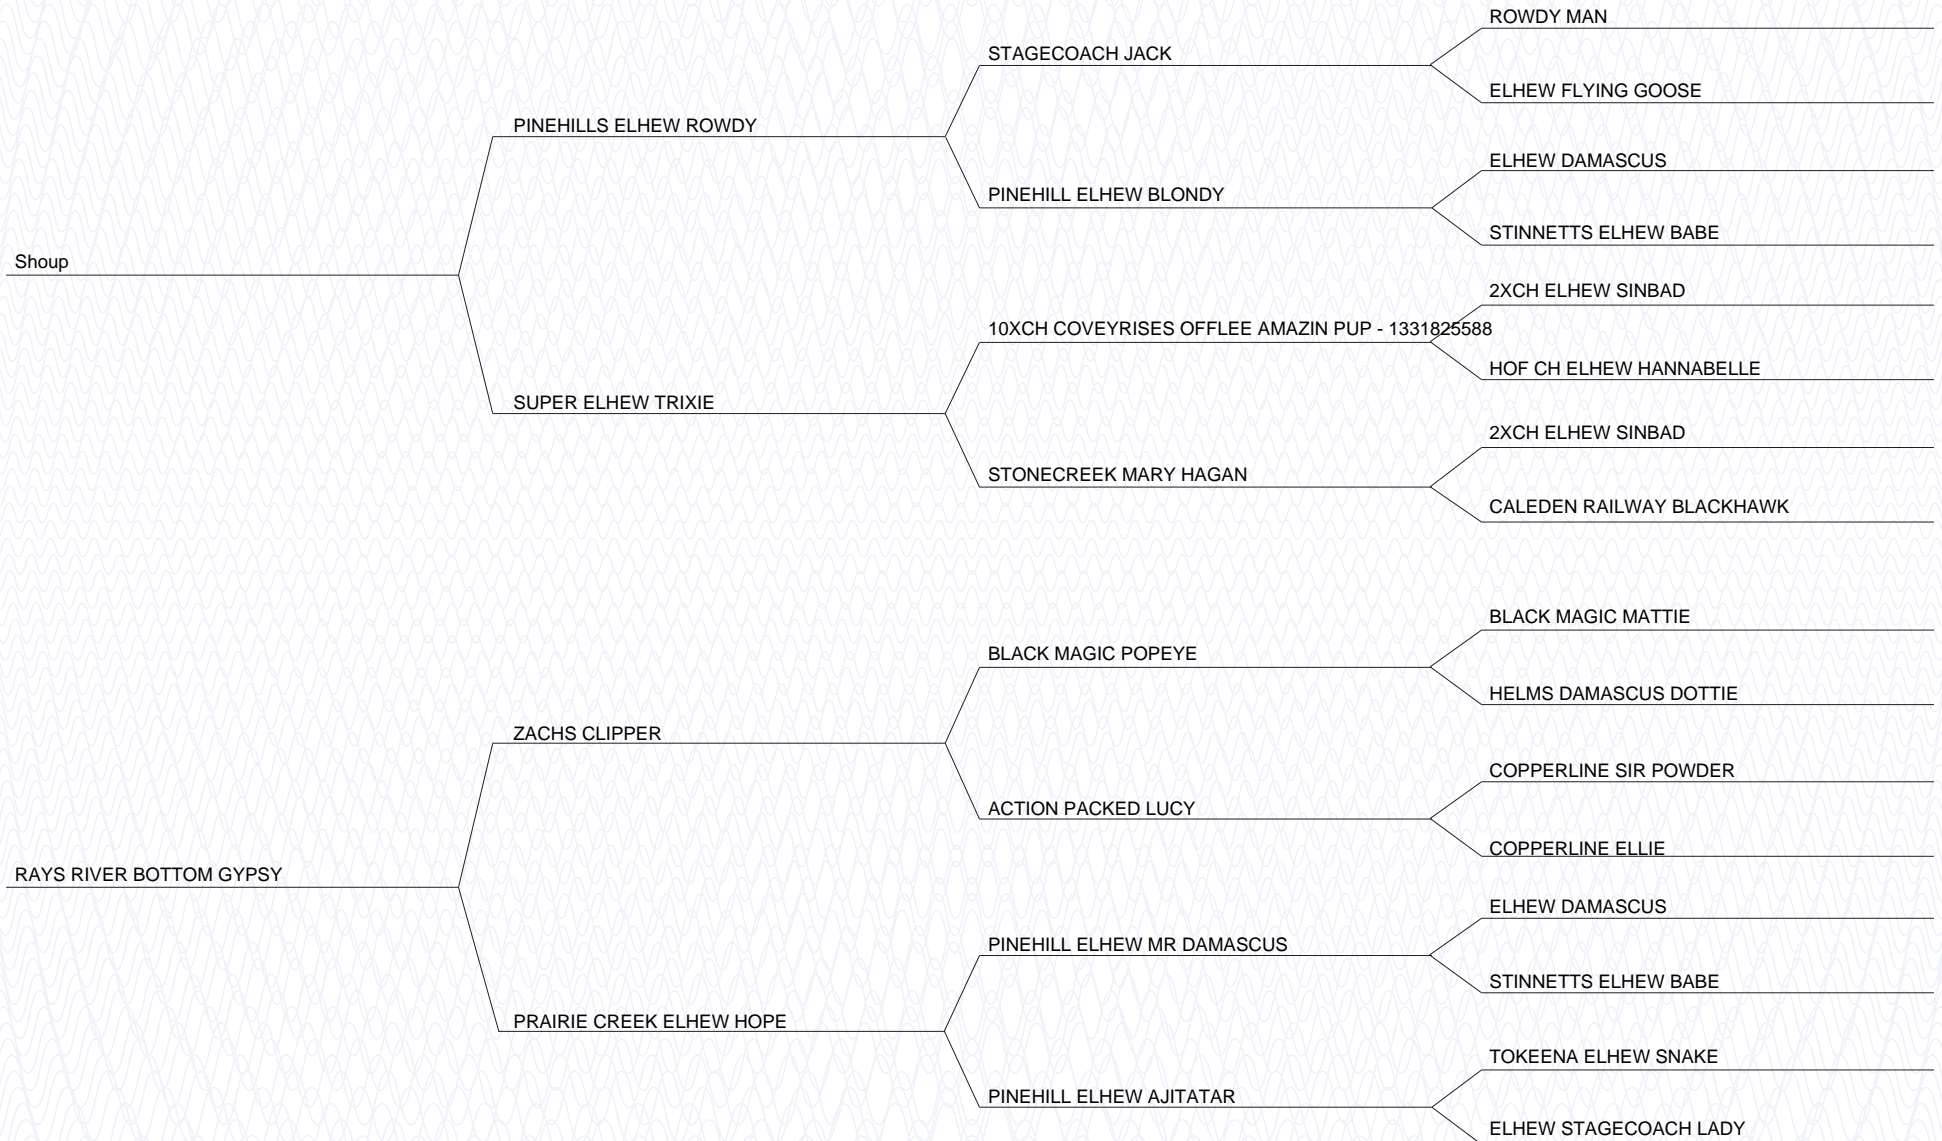 ROWDY MAN
STAGECOACH JACK
ELHEW FLYING GOOSE
PINEHILLS ELHEW ROWDY
ELHEW DAMASCUS
PINEHILL ELHEW BLONDY
STINNETTS ELHEW BABE
Shoup
2XCH ELHEW SINBAD
10XCH COVEYRISES OFFLEE AMAZIN PUP - 1331825588
HOF CH ELHEW HANNABELLE
SUPER ELHEW TRIXIE
2XCH ELHEW SINBAD
STONECREEK MARY HAGAN
CALEDEN RAILWAY BLACKHAWK
BLACK MAGIC MATTIE
BLACK MAGIC POPEYE
HELMS DAMASCUS DOTTIE
ZACHS CLIPPER
COPPERLINE SIR POWDER
ACTION PACKED LUCY
COPPERLINE ELLIE
RAYS RIVER BOTTOM GYPSY
ELHEW DAMASCUS
PINEHILL ELHEW MR DAMASCUS
STINNETTS ELHEW BABE
PRAIRIE CREEK ELHEW HOPE
TOKEENA ELHEW SNAKE
PINEHILL ELHEW AJITATAR
ELHEW STAGECOACH LADY